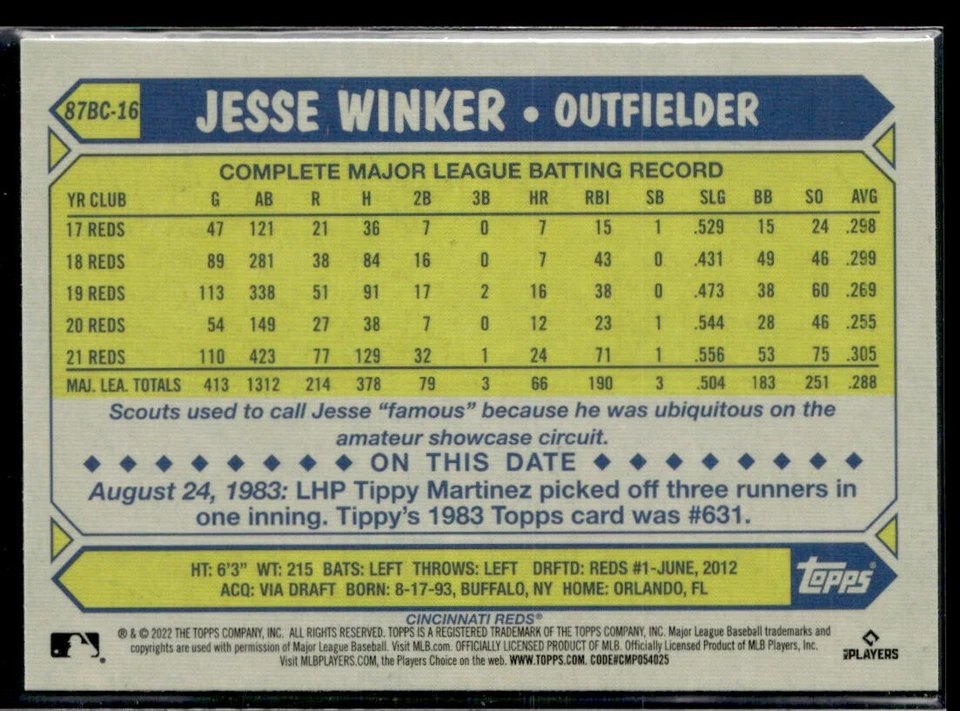 87BC-16 JESSE WINKER • OUTFIELDER
COMPLETE MAJOR LEAGUE BATTING RECORD
YR CLUB G AB R H 2B 3B HR RBI SB SLG BB SO AVG
17 REDS 47 121 21 36 7 0 7 15 1 .529 15 24 .298
18 REDS 89 281 38 84 16 0 7 43 0 .431 49 46 .299
19 REDS 113 338 51 91 17 2 16 38 0 .473 38 60 .269
20 REDS 54 149 27 38 7 0 12 23 1 .544 28 46 .255
21 REDS 110 423 77 129 32 1 24 71 1 .556 53 75 .305
MAJ. LEA. TOTALS 413 1312 214 378 79 3 66 190 3 .504 183 251 .288
Scouts used to call Jesse "famous" because he was ubiquitous on the
amateur showcase circuit.
ON THIS DATE
August 24, 1983: LHP Tippy Martinez picked off three runners in
one inning. Tippy's 1983 Topps card was #631.
HT: 6'3" WT: 215 BATS: LEFT THROWS: LEFT DRFTD: REDS #1-JUNE, 2012
ACQ: VIA DRAFT BORN: 8-17-93, BUFFALO, NY HOME: ORLANDO, FL
Topps®
CINCINNATI REDS®
® & © 2022 THE TOPPS COMPANY, INC. ALL RIGHTS RESERVED. TOPPS IS A REGISTERED TRADEMARK OF THE TOPPS COMPANY, INC. Major League Baseball trademarks and
copyrights are used with permission of Major League Baseball. Visit MLB.com. OFFICIALLY LICENSED PRODUCT OF MLB. Officially Licensed Product of MLB Players, Inc.
Visit MLBPLAYERS.COM, the Players Choice on the web. WWW.TOPPS.COM. CODE#CMP054025
MLB PLAYERS